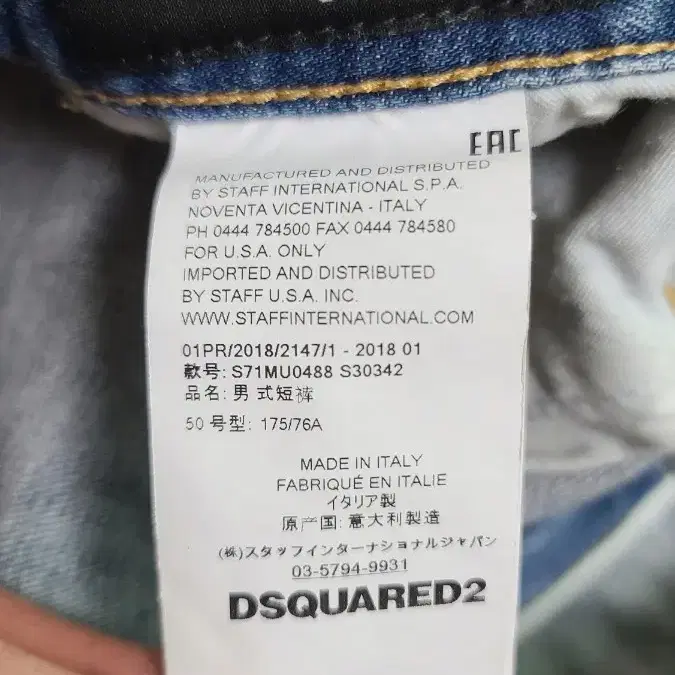 EAC
MANUFACTURED AND DISTRIBUTED
BY STAFF INTERNATIONAL S.P.A.
NOVENTA VICENTINA - ITALY
PH 0444 784500 FAX 0444 784580
FOR U.S.A. ONLY
IMPORTED AND DISTRIBUTED
BY STAFF U.S.A. INC.
WWW.STAFFINTERNATIONAL.COM
01PR/2018/2147/1 - 2018 01
款号: S71MU0488 S30342
品名: 男 式短裤
50 号型: 175/76A
MADE IN ITALY
FABRIQUÉ EN ITALIE
イタリア製
原产国: 意大利製造
(株)スタッフインターナショナルジャパン
03-5794-9931
DSQUARED2